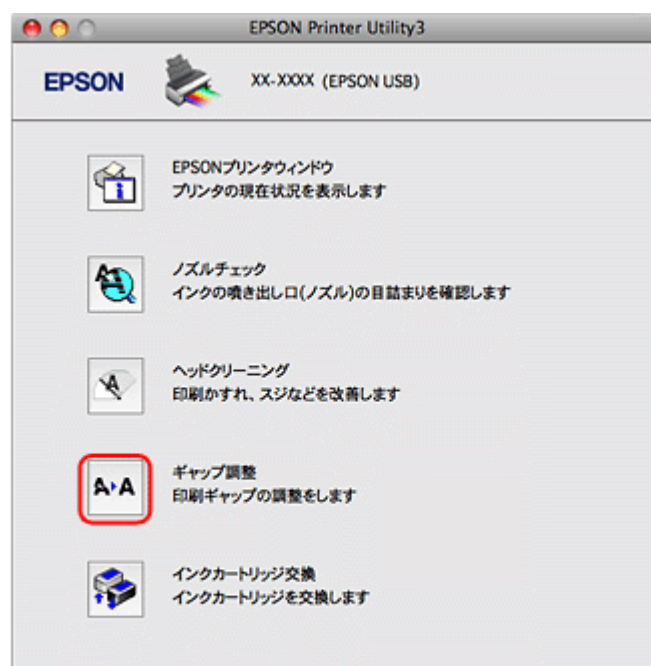 EPSON Printer Utility3
EPSON
XX-XXXX (EPSON USB)
EPSONプリンタウィンドウ
プリンタの現在状況を表示します
ノズルチェック
インクの噴き出し口(ノズル)の目詰まりを確認します
ヘッドクリーニング
印刷かすれ、スジなどを改善します
ギャップ調整
印刷ギャップの調整をします
インクカートリッジ交換
インクカートリッジを交換します